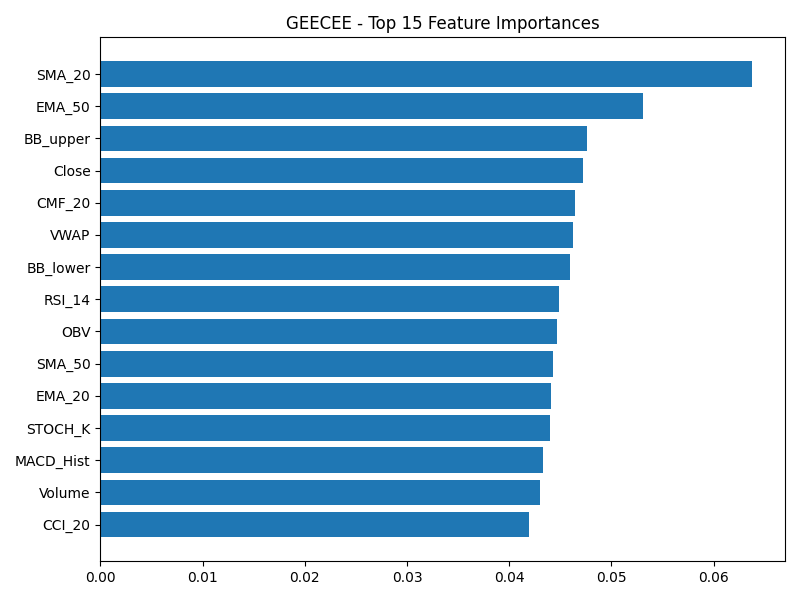 GEECEE - Top 15 Feature Importances
SMA_20
EMA_50
BB_upper
Close
CMF_20
VWAP
BB_lower
RSI_14
OBV
SMA_50
EMA_20
STOCH_K
MACD_Hist
Volume
CCI_20
0.00 0.01 0.02 0.03 0.04 0.05 0.06